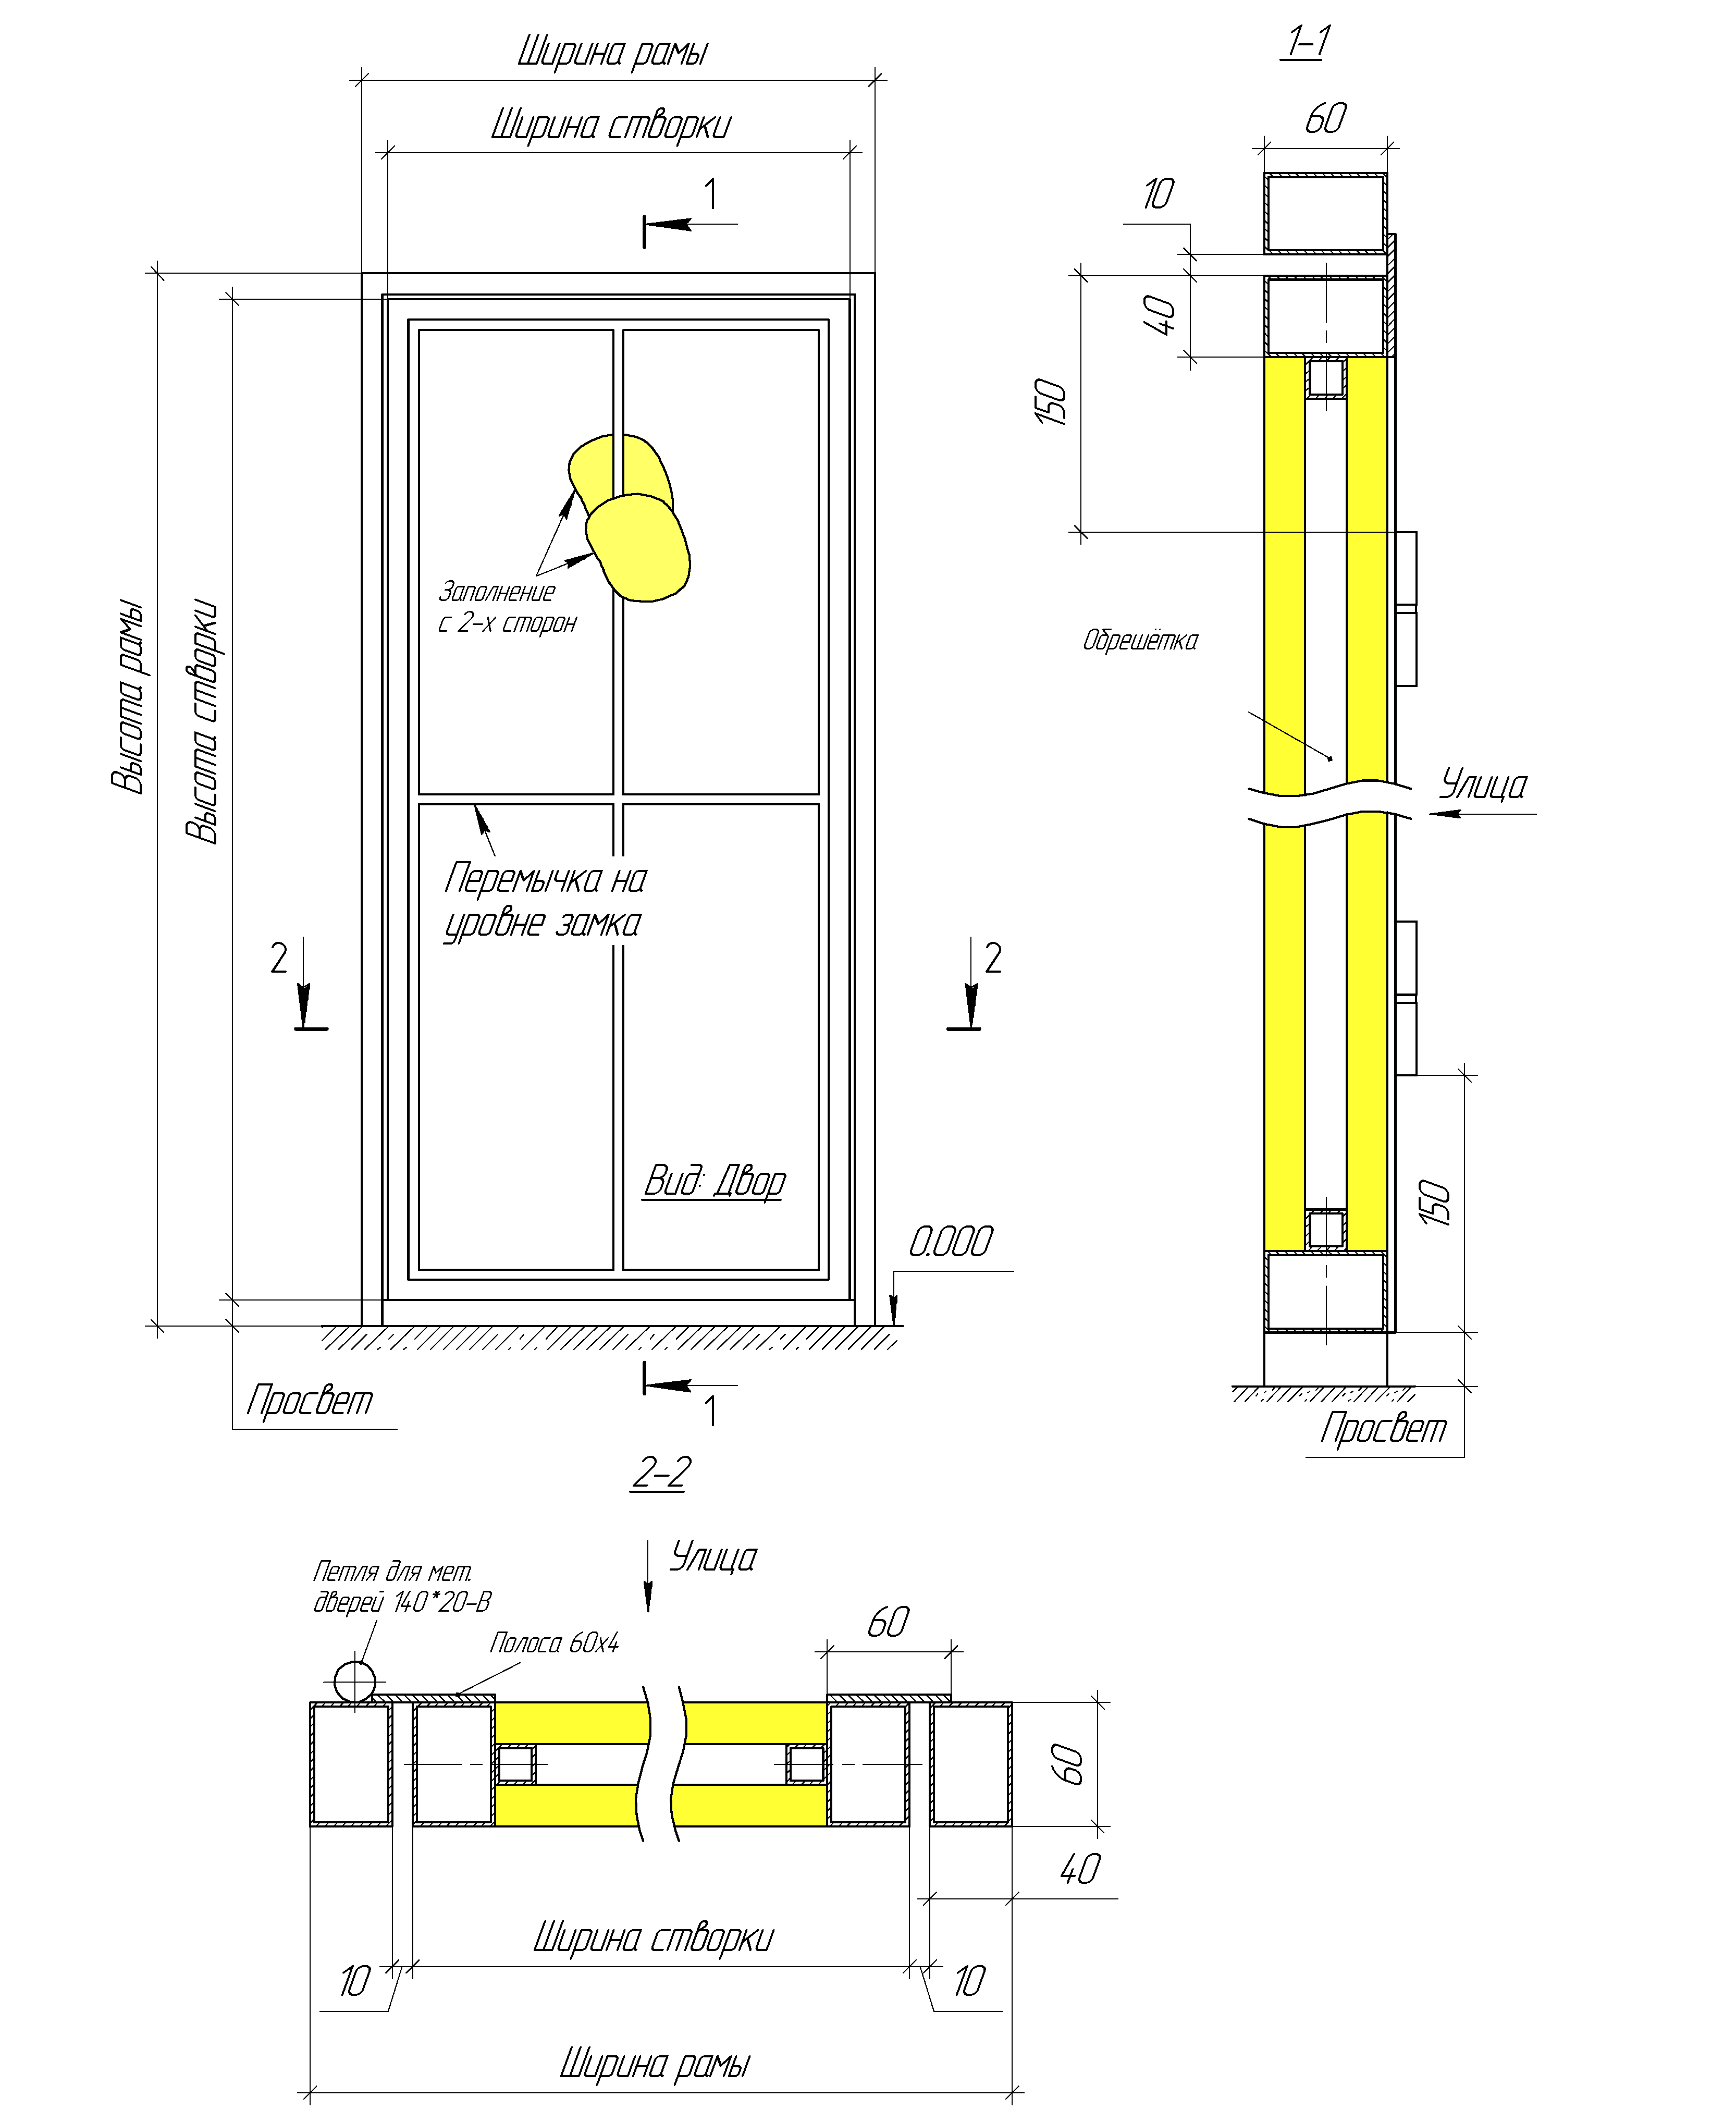 Ширина рамы
Ширина створки
1
Высота рамы
Высота створки
Заполнение
с 2-х сторон
Перемычка на
уровне замка
2
2
Вид: Двор
0.000
Просвет
1
1-1
60
10
40
150
Обрешётка
Улица
150
Просвет
2-2
Улица
Петля для мет.
дверей 140*20-В
Полоса 60х4
60
60
40
Ширина створки
10
10
Ширина рамы